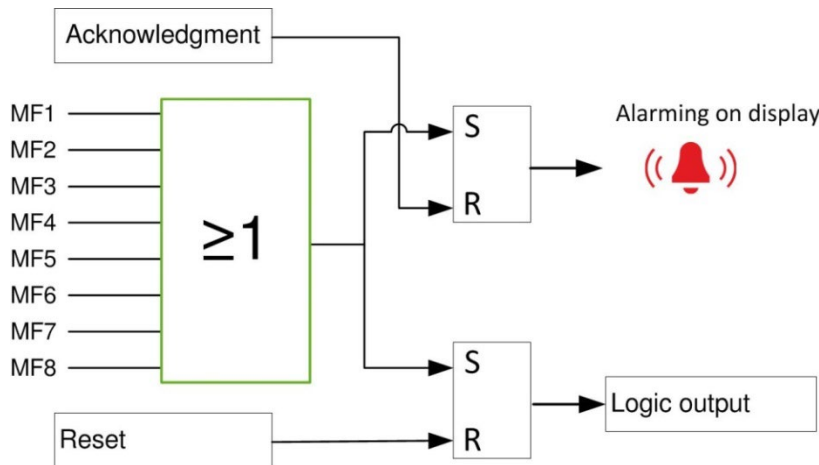 Acknowledgment
MF1
MF2
MF3
MF4
MF5
MF6
MF7
MF8
≥1
S
R
Alarming on display
S
R
Logic output
Reset